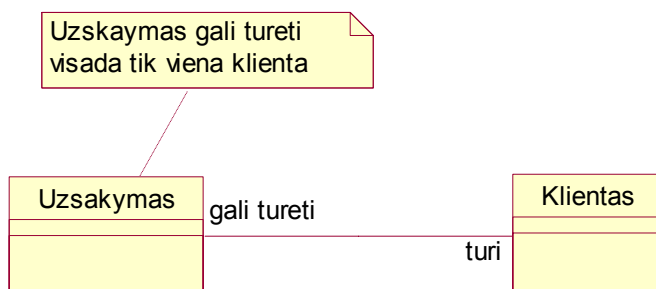 Uzskaymas gali tureti
visada tik viena klienta
Uzsakymas
Klientas
gali tureti
turi